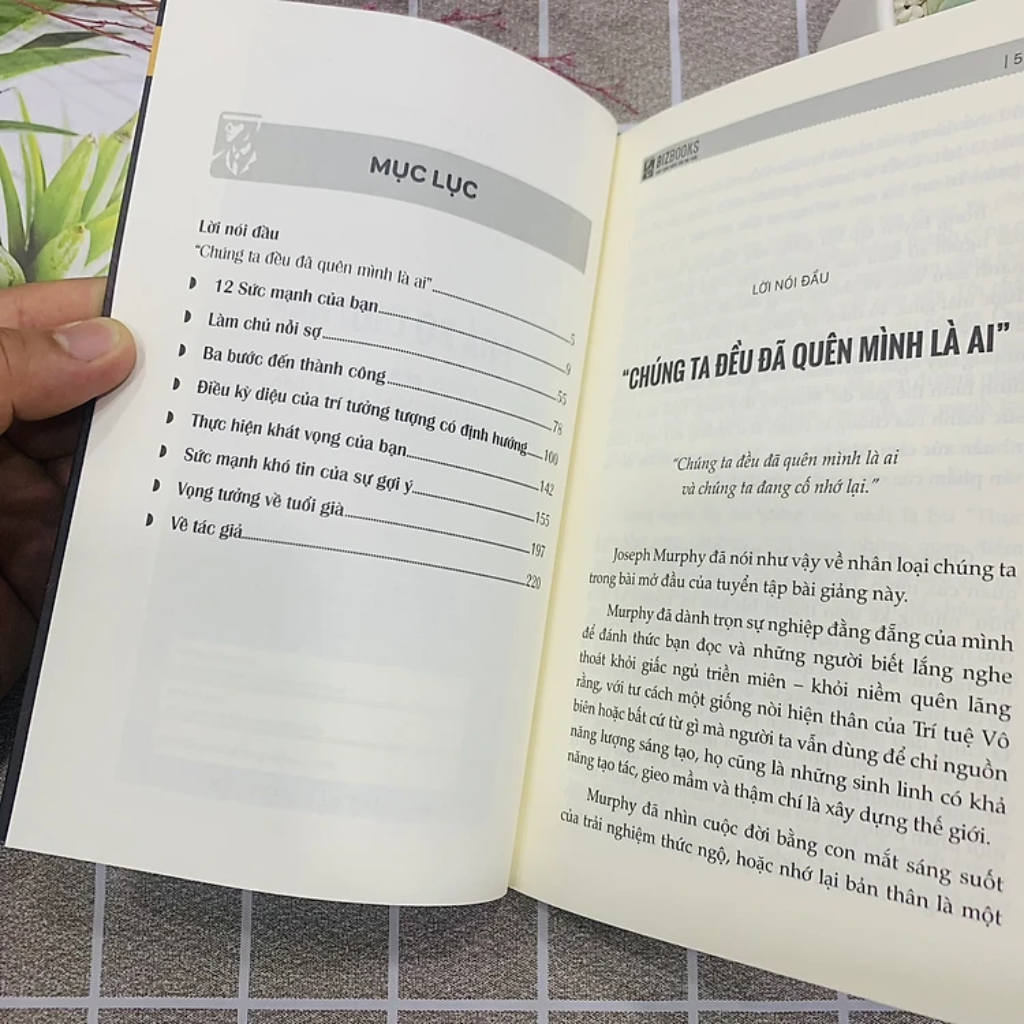 MỤC LỤC
Lời nói đầu
“Chúng ta đều đã quên mình là ai”........5
12 Sức mạnh của bạn........9
Làm chủ nỗi sợ........55
Ba bước đến thành công........78
Điều kỳ diệu của trí tưởng tượng có định hướng........100
Thực hiện khát vọng của bạn........142
Sức mạnh khó tin của sự gợi ý........155
Vọng tưởng về tuổi già........197
Về tác giả........220
| 5
BIZBOOKS
LỜI NÓI ĐẦU
“CHÚNG TA ĐỀU ĐÃ QUÊN MÌNH LÀ AI”
“Chúng ta đều đã quên mình là ai
và chúng ta đang cố nhớ lại.”
Joseph Murphy đã nói như vậy về nhân loại chúng ta
trong bài mở đầu của tuyển tập bài giảng này.
Murphy đã dành trọn sự nghiệp đằng đẵng của mình
để đánh thức bạn đọc và những người biết lắng nghe
thoát khỏi giấc ngủ triền miên – khỏi niềm quên lãng
rằng, với tư cách một giống nòi hiện thân của Trí tuệ Vô
biên hoặc bất cứ từ gì mà người ta vẫn dùng để chỉ nguồn
năng lượng sáng tạo, họ cũng là những sinh linh có khả
năng tạo tác, gieo mầm và thậm chí là xây dựng thế giới.
Murphy đã nhìn cuộc đời bằng con mắt sáng suốt
của trải nghiệm thức ngộ, hoặc nhớ lại bản thân là một